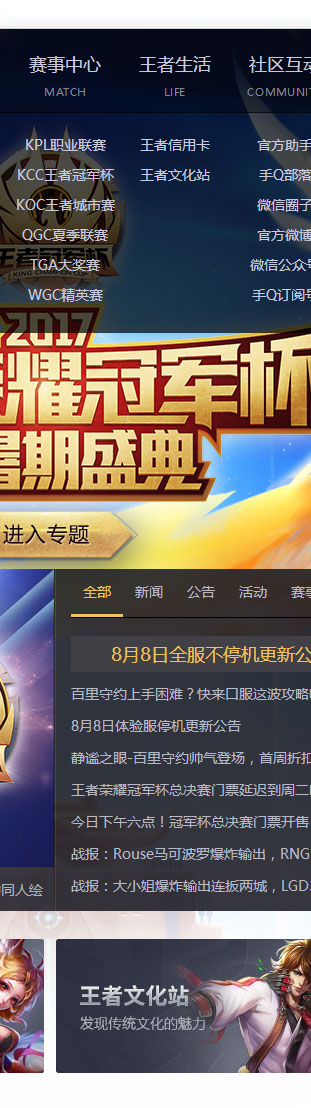 赛事中心 王者生活 社区互动
MATCH LIFE COMMUNIT
KPL职业联赛 王者信用卡 官方助手
KCC王者冠军杯 王者文化站 手Q部落
KOC王者城市赛 微信圈子
QGC夏季联赛 官方微博
TGA大奖赛 微信公众号
WGC精英赛 手Q订阅号
王者冠军杯
2017
荣耀冠军杯
暑期盛典
进入专题
全部 新闻 公告 活动 赛事
8月8日全服不停机更新公
百里守约上手困难？快来口服这波攻略
8月8日体验服停机更新公告
静谧之眼-百里守约帅气登场，首周折扣
王者荣耀冠军杯总决赛门票延迟到周二
今日下午六点！冠军杯总决赛门票开售
战报：Rouse马可波罗爆炸输出，RNG
战报：大小姐爆炸输出连扳两城，LGD
同人绘
王者文化站
发现传统文化的魅力